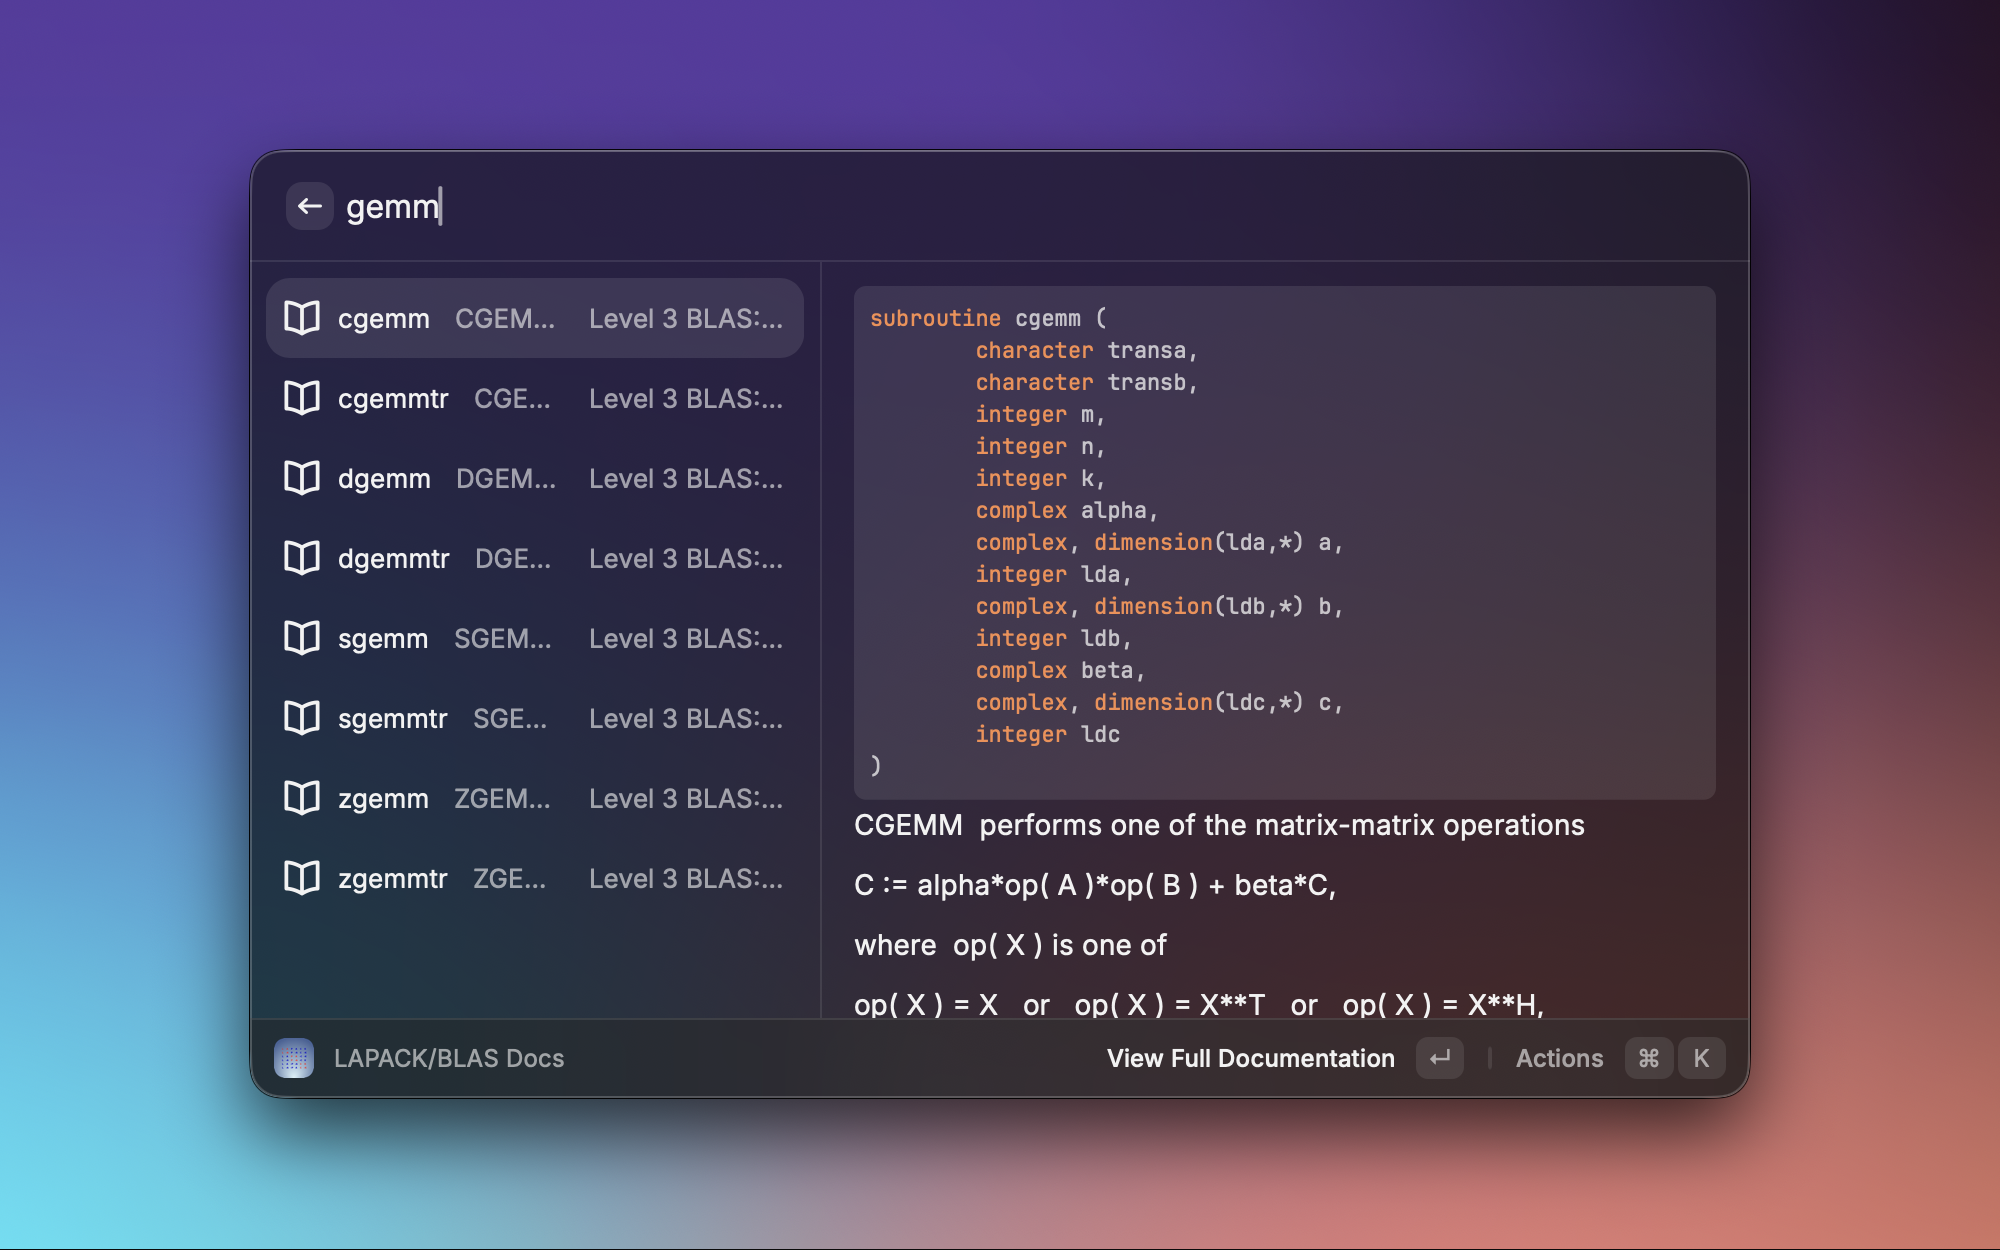 gemm
cgemm CGEM... Level 3 BLAS:...
cgemmtr CGE... Level 3 BLAS:...
dgemm DGEM... Level 3 BLAS:...
dgemmtr DGE... Level 3 BLAS:...
sgemm SGEM... Level 3 BLAS:...
sgemmtr SGE... Level 3 BLAS:...
zgemm ZGEM... Level 3 BLAS:...
zgemmtr ZGE... Level 3 BLAS:...
subroutine cgemm (
        character transa,
        character transb,
        integer m,
        integer n,
        integer k,
        complex alpha,
        complex, dimension(lda,*) a,
        integer lda,
        complex, dimension(ldb,*) b,
        integer ldb,
        complex beta,
        complex, dimension(ldc,*) c,
        integer ldc
)
CGEMM  performs one of the matrix-matrix operations
C := alpha*op( A )*op( B ) + beta*C,
where  op( X ) is one of
op( X ) = X   or   op( X ) = X**T   or   op( X ) = X**H,
LAPACK/BLAS Docs
View Full Documentation ↵ | Actions ⌘ K